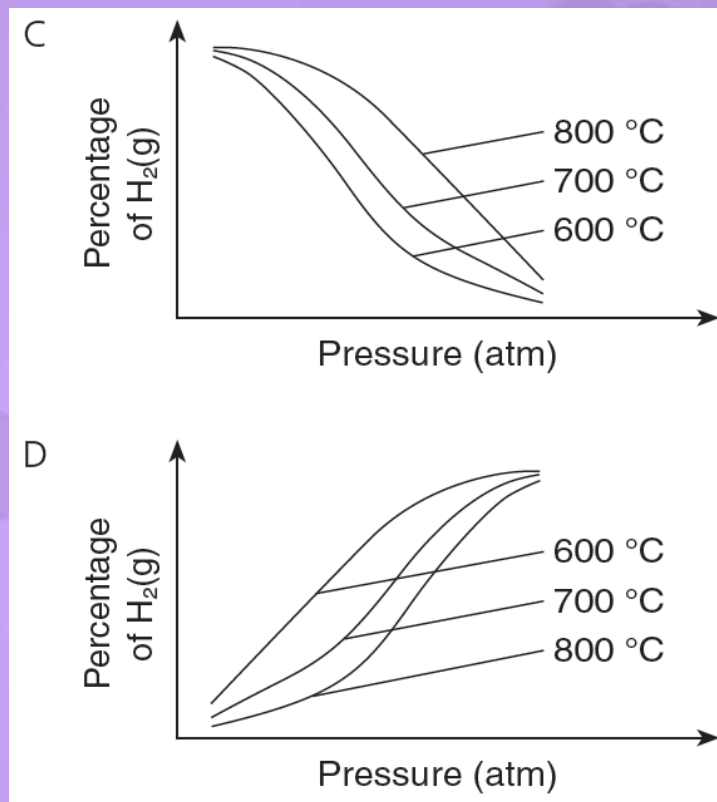 C
Percentage
of H₂(g)
800 °C
700 °C
600 °C
Pressure (atm)
D
Percentage
of H₂(g)
600 °C
700 °C
800 °C
Pressure (atm)